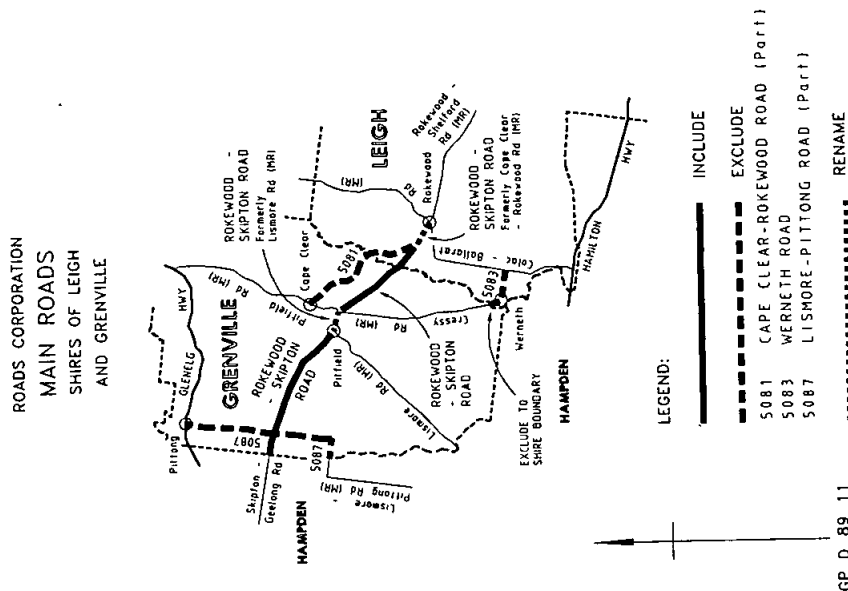 ROADS CORPORATION
MAIN ROADS
SHIRES OF LEIGH
AND GRENVILLE
GLENELG HWY
Pittong
GRENVILLE
5087
ROKEWOOD
- SKIPTON
ROAD
Skipton -
Geelong Rd
HAMPDEN
5087
Lismore -
Pittong Rd (MR)
Pitfield
Pitfield Rd (MR)
Lismore Rd (MR)
ROKEWOOD -
SKIPTON ROAD
Formerly
Lismore Rd (MR)
Cape Clear
5081
Rd (MR)
LEIGH
Rokewood
Rokewood -
Shelford
Rd (MR)
ROKEWOOD -
SKIPTON ROAD
Formerly Cape Clear
- Rokewood Rd (MR)
ROKEWOOD
- SKIPTON
ROAD
Cressy Rd (MR)
5083
Werneth
Colac - Ballarat
HAMILTON HWY
EXCLUDE TO
SHIRE BOUNDARY
HAMPDEN
LEGEND:
INCLUDE
EXCLUDE
5081 CAPE CLEAR-ROKEWOOD ROAD (Part)
5083 WERNETH ROAD
5087 LISMORE-PITTONG ROAD (Part)
RENAME
GP D 89 11